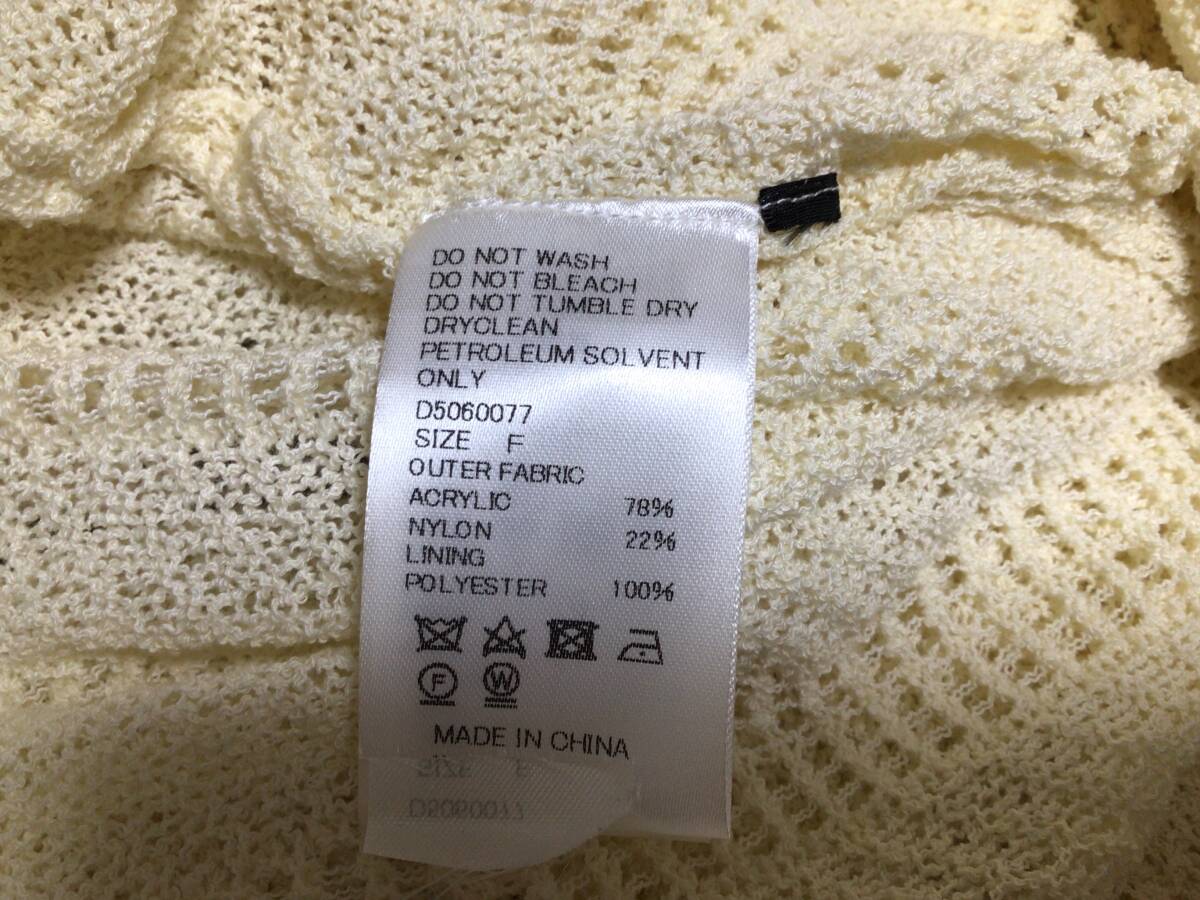 DO NOT WASH
DO NOT BLEACH
DO NOT TUMBLE DRY
DRYCLEAN
PETROLEUM SOLVENT
ONLY
D5060077
SIZE F
OUTER FABRIC
ACRYLIC 78%
NYLON 22%
LINING
POLYESTER 100%
F W
MADE IN CHINA